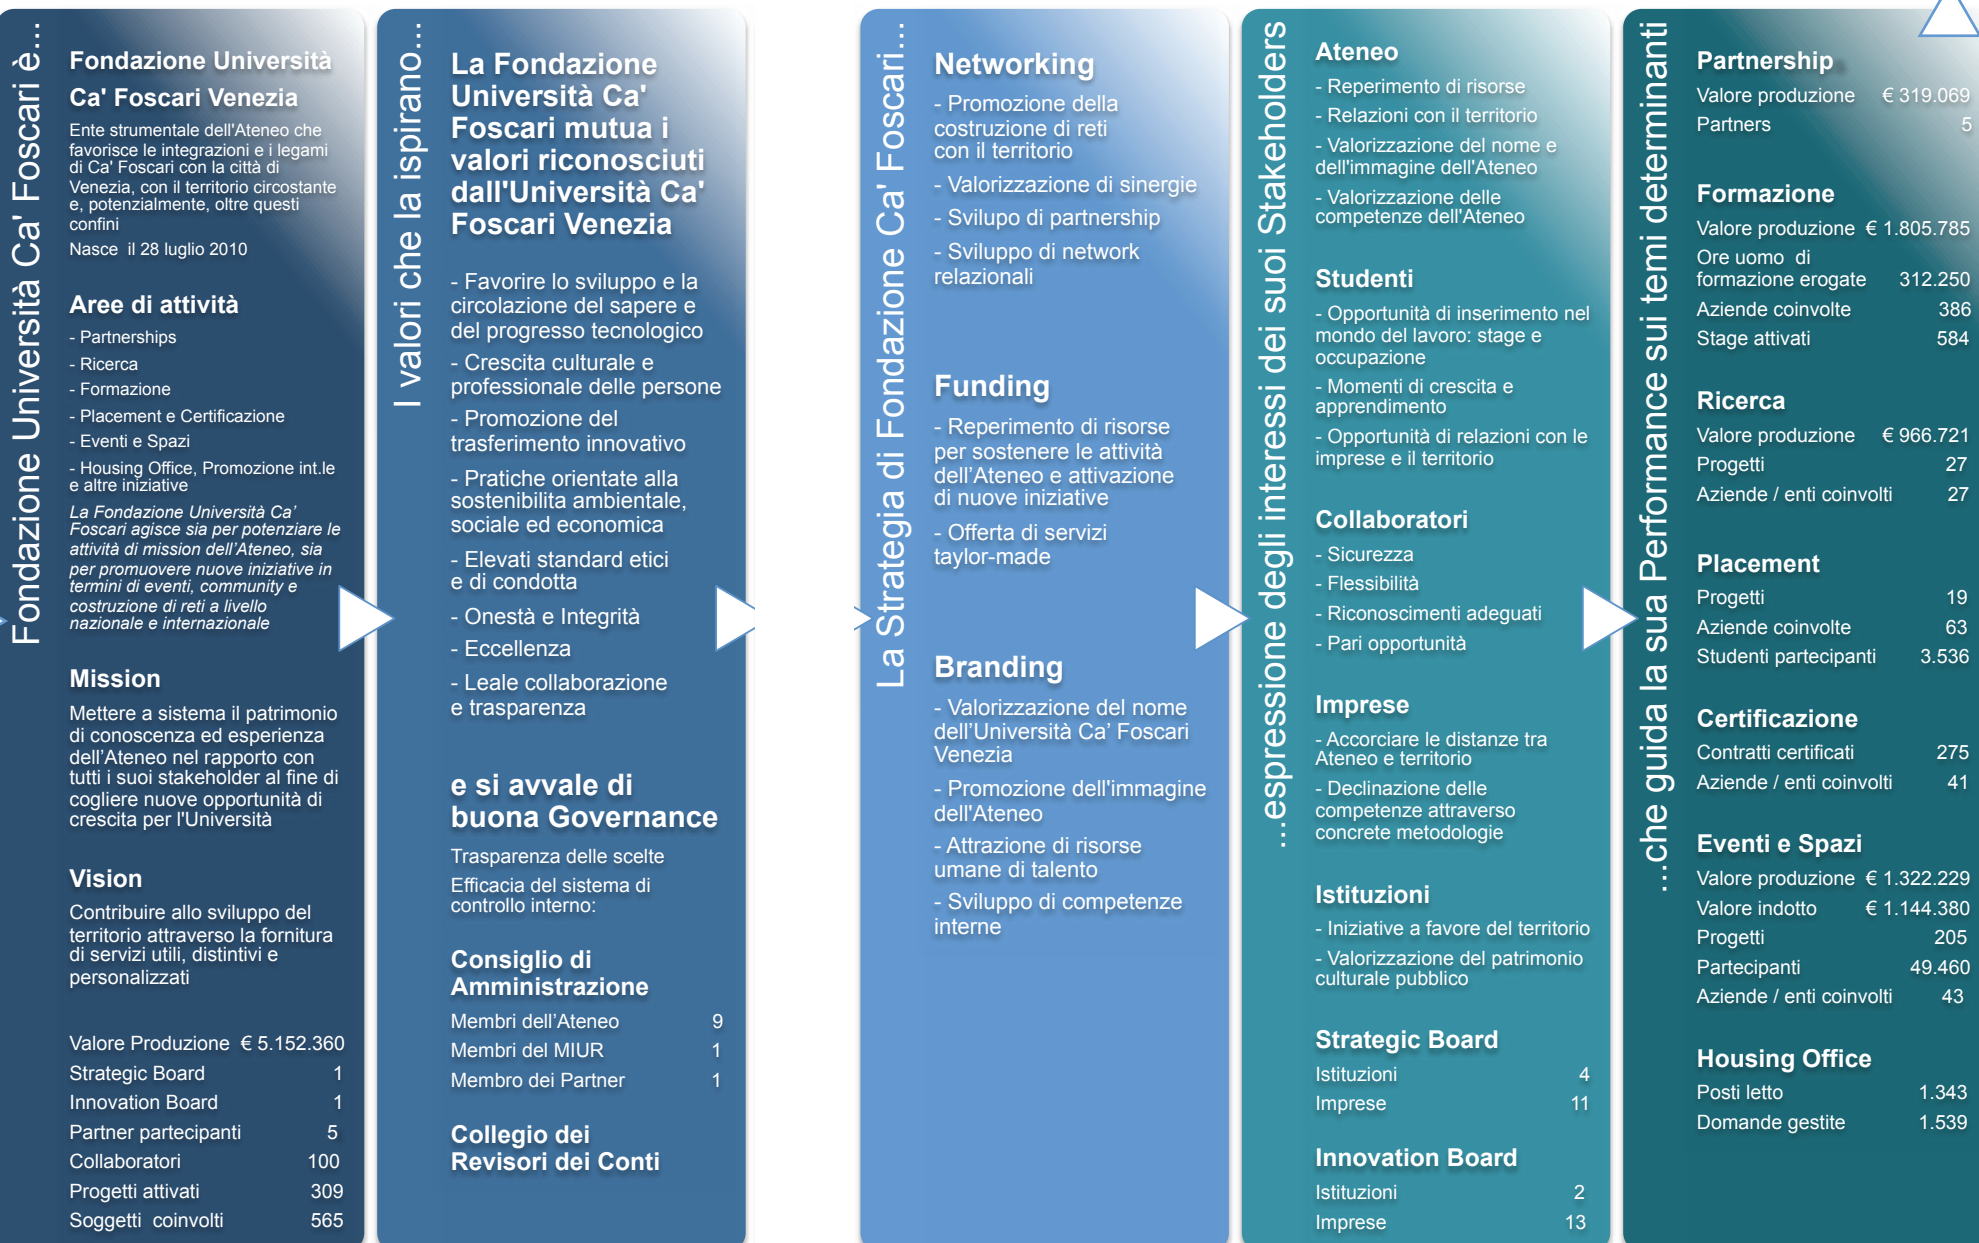 Fondazione Università Ca' Foscari è...
Fondazione Università
Ca' Foscari Venezia
Ente strumentale dell'Ateneo che
favorisce le integrazioni e i legami
di Ca' Foscari con la città di
Venezia, con il territorio circostante
e, potenzialmente, oltre questi
confini
Nasce il 28 luglio 2010
Aree di attività
- Partnerships
- Ricerca
- Formazione
- Placement e Certificazione
- Eventi e Spazi
- Housing Office, Promozione int.le
e altre iniziative
La Fondazione Università Ca’
Foscari agisce sia per potenziare le
attività di mission dell’Ateneo, sia
per promuovere nuove iniziative in
termini di eventi, community e
costruzione di reti a livello
nazionale e internazionale
Mission
Mettere a sistema il patrimonio
di conoscenza ed esperienza
dell’Ateneo nel rapporto con
tutti i suoi stakeholder al fine di
cogliere nuove opportunità di
crescita per l'Università
Vision
Contribuire allo sviluppo del
territorio attraverso la fornitura
di servizi utili, distintivi e
personalizzati
Valore Produzione € 5.152.360
Strategic Board 1
Innovation Board 1
Partner partecipanti 5
Collaboratori 100
Progetti attivati 309
Soggetti coinvolti 565
I valori che la ispirano...
La Fondazione
Università Ca'
Foscari mutua i
valori riconosciuti
dall'Università Ca'
Foscari Venezia
- Favorire lo sviluppo e la
circolazione del sapere e
del progresso tecnologico
- Crescita culturale e
professionale delle persone
- Promozione del
trasferimento innovativo
- Pratiche orientate alla
sostenibilita ambientale,
sociale ed economica
- Elevati standard etici
e di condotta
- Onestà e Integrità
- Eccellenza
- Leale collaborazione
e trasparenza
e si avvale di
buona Governance
Trasparenza delle scelte
Efficacia del sistema di
controllo interno:
Consiglio di
Amministrazione
Membri dell’Ateneo 9
Membri del MIUR 1
Membro dei Partner 1
Collegio dei
Revisori dei Conti
La Strategia di Fondazione Ca' Foscari...
Networking
- Promozione della
costruzione di reti
con il territorio
- Valorizzazione di sinergie
- Svilupo di partnership
- Sviluppo di network
relazionali
Funding
- Reperimento di risorse
per sostenere le attività
dell’Ateneo e attivazione
di nuove iniziative
- Offerta di servizi
taylor-made
Branding
- Valorizzazione del nome
dell’Università Ca’ Foscari
Venezia
- Promozione dell'immagine
dell'Ateneo
- Attrazione di risorse
umane di talento
- Sviluppo di competenze
interne
...espressione degli interessi dei suoi Stakeholders
Ateneo
- Reperimento di risorse
- Relazioni con il territorio
- Valorizzazione del nome e
dell'immagine dell'Ateneo
- Valorizzazione delle
competenze dell'Ateneo
Studenti
- Opportunità di inserimento nel
mondo del lavoro: stage e
occupazione
- Momenti di crescita e
apprendimento
- Opportunità di relazioni con le
imprese e il territorio
Collaboratori
- Sicurezza
- Flessibilità
- Riconoscimenti adeguati
- Pari opportunità
Imprese
- Accorciare le distanze tra
Ateneo e territorio
- Declinazione delle
competenze attraverso
concrete metodologie
Istituzioni
- Iniziative a favore del territorio
- Valorizzazione del patrimonio
culturale pubblico
Strategic Board
Istituzioni 4
Imprese 11
Innovation Board
Istituzioni 2
Imprese 13
...che guida la sua Performance sui temi determinanti
Partnership
Valore produzione € 319.069
Partners 5
Formazione
Valore produzione € 1.805.785
Ore uomo di
formazione erogate 312.250
Aziende coinvolte 386
Stage attivati 584
Ricerca
Valore produzione € 966.721
Progetti 27
Aziende / enti coinvolti 27
Placement
Progetti 19
Aziende coinvolte 63
Studenti partecipanti 3.536
Certificazione
Contratti certificati 275
Aziende / enti coinvolti 41
Eventi e Spazi
Valore produzione € 1.322.229
Valore indotto € 1.144.380
Progetti 205
Partecipanti 49.460
Aziende / enti coinvolti 43
Housing Office
Posti letto 1.343
Domande gestite 1.539